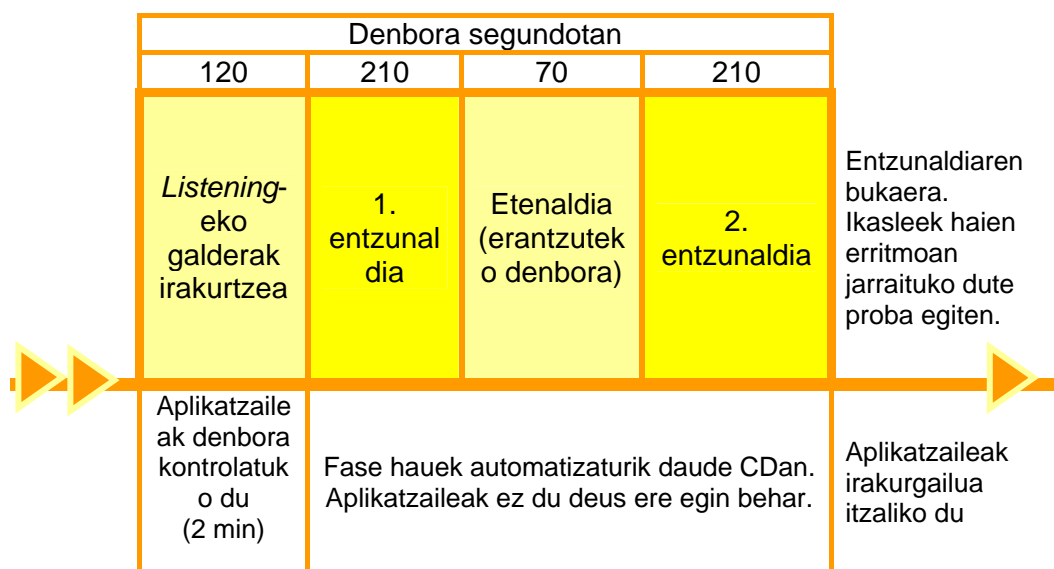 Denbora segundotan
120 210 70 210
Listening-
eko
galderak
irakurtzea
1.
entzunal
dia
Etenaldia
(erantzutek
o denbora)
2.
entzunaldia
Entzunaldiaren
bukaera.
Ikasleek haien
erritmoan
jarraituko dute
proba egiten.
Aplikatzaile
ak denbora
kontrolatuk
o du
(2 min)
Fase hauek automatizaturik daude CDan.
Aplikatzaileak ez du deus ere egin behar.
Aplikatzaileak
irakurgailua
itzaliko du